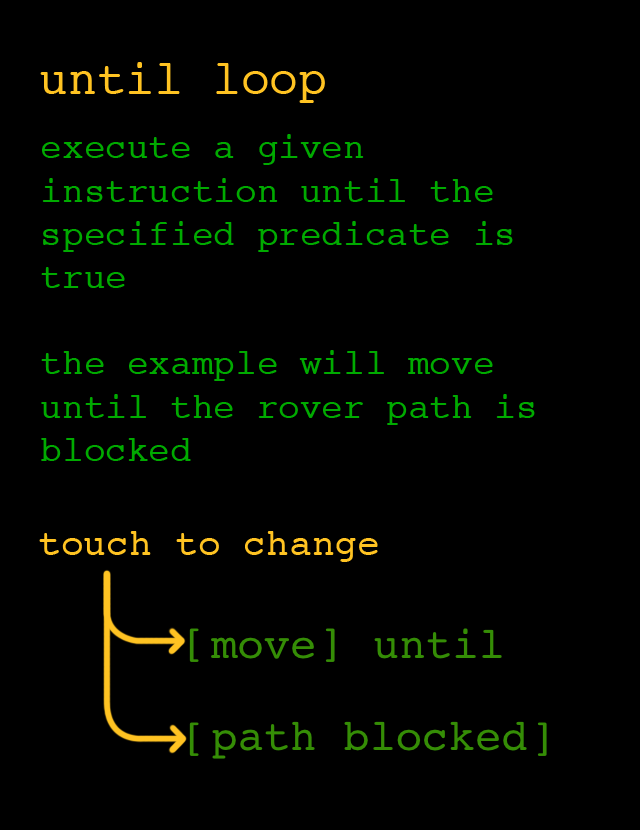 until loop
execute a given
instruction until the
specified predicate is
true
the example will move
until the rover path is
blocked
touch to change
[move] until
[path blocked]